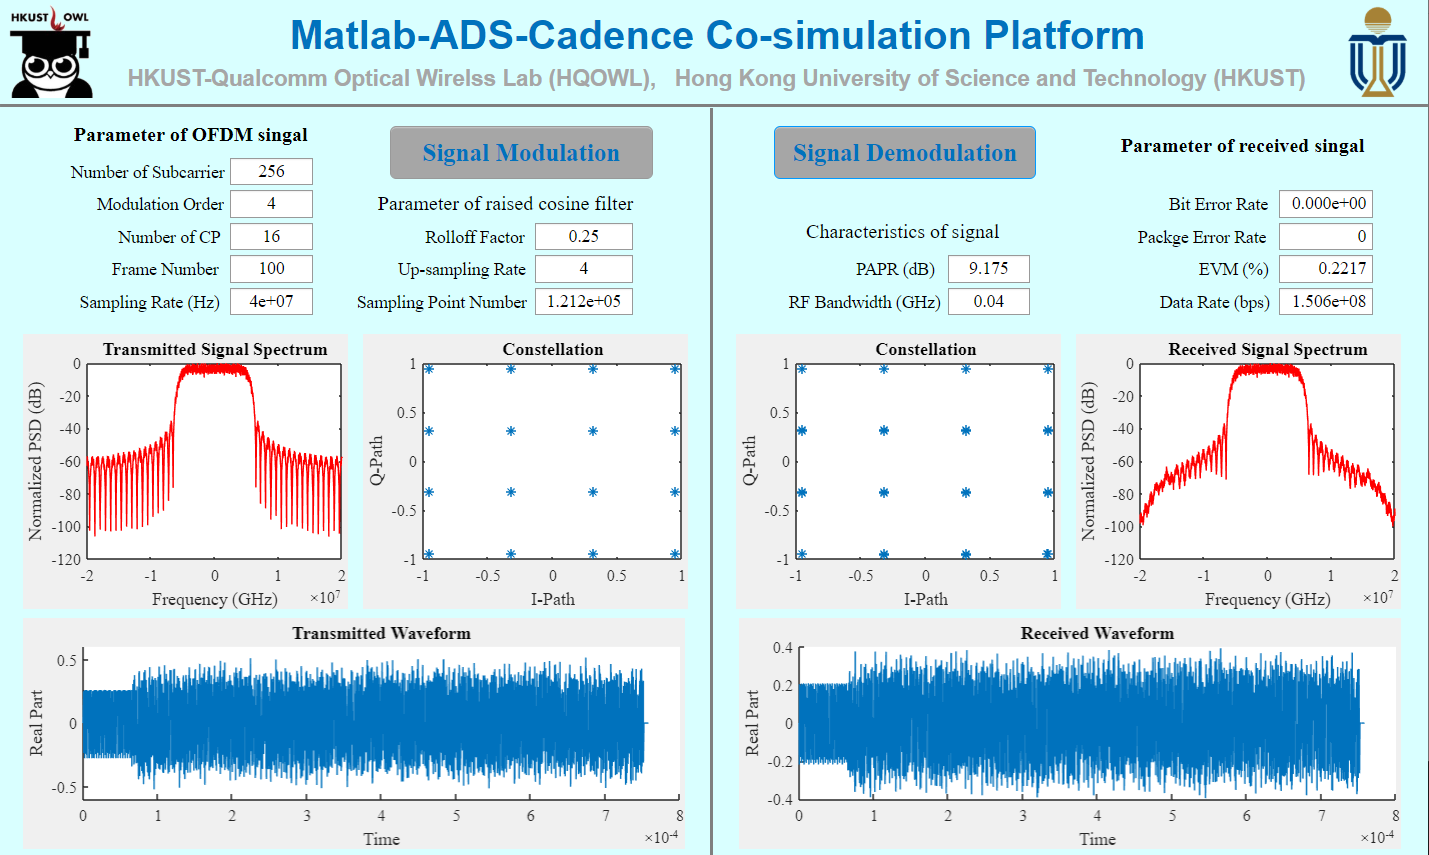 HKUST OWL
Matlab-ADS-Cadence Co-simulation Platform
HKUST-Qualcomm Optical Wirelss Lab (HQOWL), Hong Kong University of Science and Technology (HKUST)
Parameter of OFDM singal
Number of Subcarrier 256
Modulation Order 4
Number of CP 16
Frame Number 100
Sampling Rate (Hz) 4e+07
Signal Modulation
Parameter of raised cosine filter
Rolloff Factor 0.25
Up-sampling Rate 4
Sampling Point Number 1.212e+05
Signal Demodulation
Characteristics of signal
PAPR (dB) 9.175
RF Bandwidth (GHz) 0.04
Parameter of received singal
Bit Error Rate 0.000e+00
Packge Error Rate 0
EVM (%) 0.2217
Data Rate (bps) 1.506e+08
Transmitted Signal Spectrum
Normalized PSD (dB)
0
-20
-40
-60
-80
-100
-120
-2 -1 0 1 2
Frequency (GHz) ×10⁷
Constellation
Q-Path
1
0.5
0
-0.5
-1
-1 -0.5 0 0.5 1
I-Path
Constellation
Q-Path
1
0.5
0
-0.5
-1
-1 -0.5 0 0.5 1
I-Path
Received Signal Spectrum
Normalized PSD (dB)
0
-20
-40
-60
-80
-100
-120
-2 -1 0 1 2
Frequency (GHz) ×10⁷
Transmitted Waveform
Real Part
0.5
0
-0.5
0 1 2 3 4 5 6 7 8
Time ×10⁻⁴
Received Waveform
Real Part
0.4
0.2
0
-0.2
-0.4
0 1 2 3 4 5 6 7 8
Time ×10⁻⁴